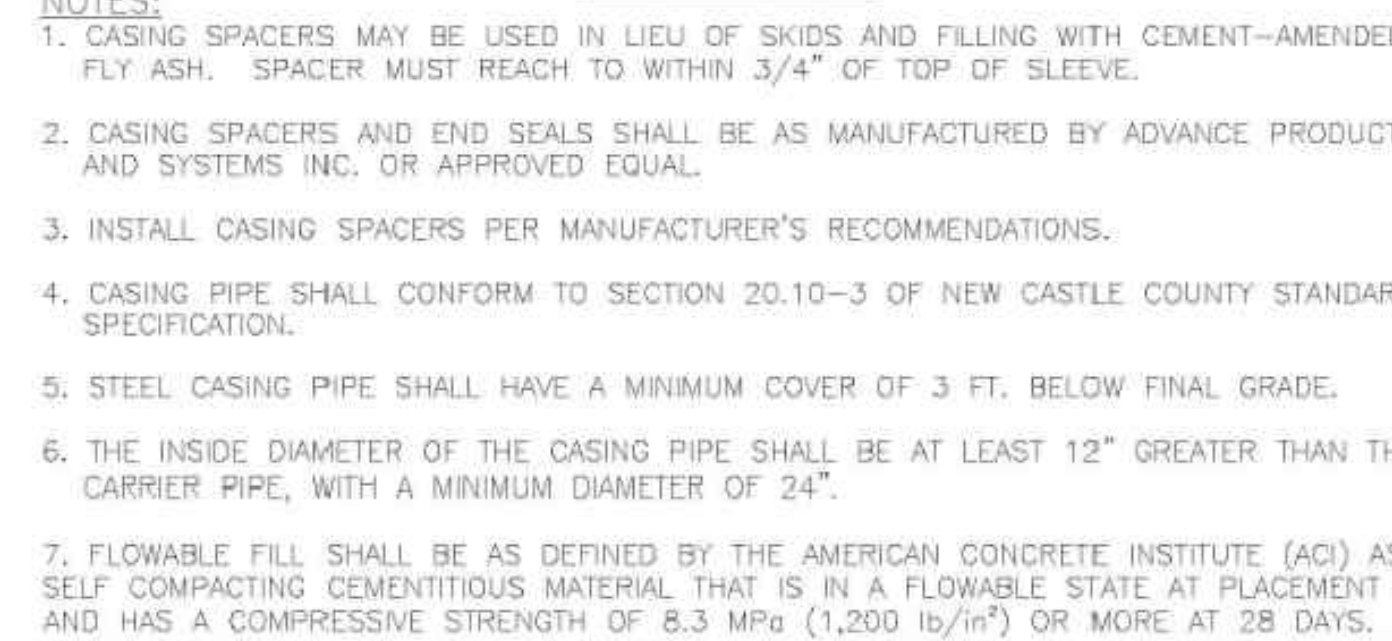 NOTES:
1. CASING SPACERS MAY BE USED IN LIEU OF SKIDS AND FILLING WITH CEMENT-AMENDED
FLY ASH. SPACER MUST REACH TO WITHIN 3/4" OF TOP OF SLEEVE.
2. CASING SPACERS AND END SEALS SHALL BE AS MANUFACTURED BY ADVANCE PRODUCT
AND SYSTEMS INC. OR APPROVED EQUAL.
3. INSTALL CASING SPACERS PER MANUFACTURER'S RECOMMENDATIONS.
4. CASING PIPE SHALL CONFORM TO SECTION 20.10-3 OF NEW CASTLE COUNTY STANDAR
SPECIFICATION.
5. STEEL CASING PIPE SHALL HAVE A MINIMUM COVER OF 3 FT. BELOW FINAL GRADE.
6. THE INSIDE DIAMETER OF THE CASING PIPE SHALL BE AT LEAST 12" GREATER THAN TH
CARRIER PIPE, WITH A MINIMUM DIAMETER OF 24".
7. FLOWABLE FILL SHALL BE AS DEFINED BY THE AMERICAN CONCRETE INSTITUTE (ACI) AS
SELF COMPACTING CEMENTITIOUS MATERIAL THAT IS IN A FLOWABLE STATE AT PLACEMENT
AND HAS A COMPRESSIVE STRENGTH OF 8.3 MPa (1,200 lb/in²) OR MORE AT 28 DAYS.